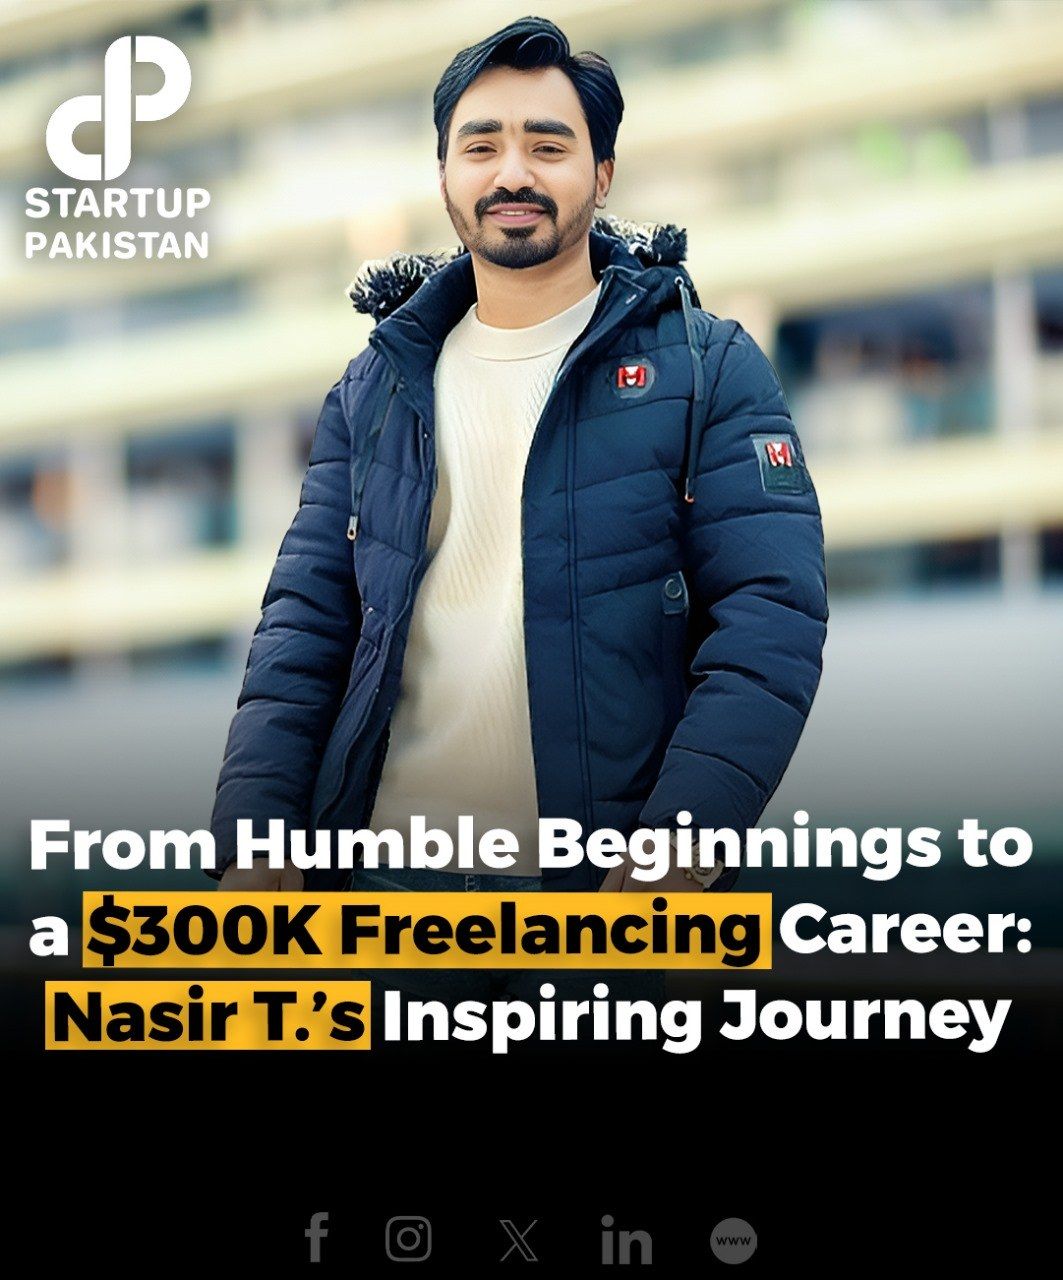 STARTUP
PAKISTAN
From Humble Beginnings to
a $300K Freelancing Career:
Nasir T.’s Inspiring Journey
www